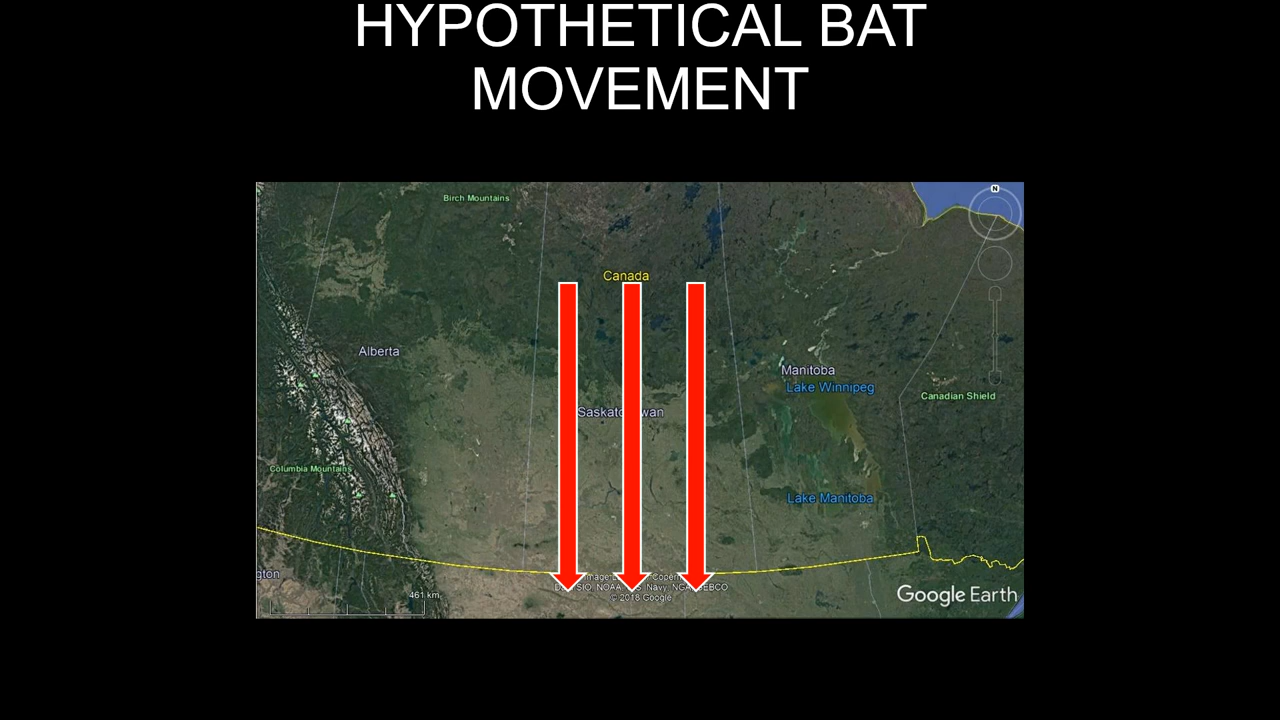 HYPOTHETICAL BAT
MOVEMENT
N
Birch Mountains
Canada
Alberta
Manitoba
Lake Winnipeg
Canadian Shield
Columbia Mountains
Lake Manitoba
gton
© 2018 Google
461 km
Google Earth